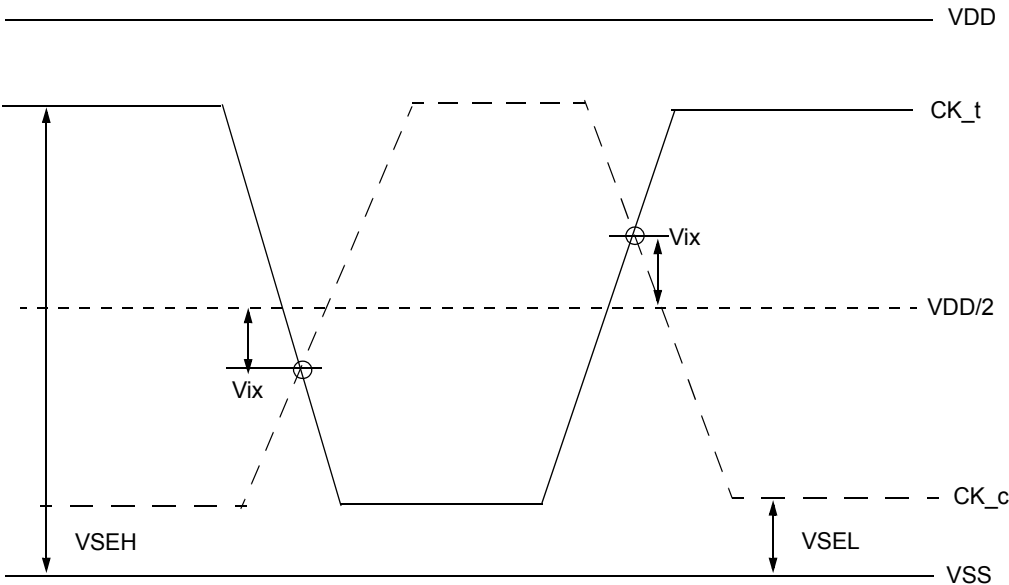 VDD
CK_t
Vix
VDD/2
Vix
CK_c
VSEH
VSEL
VSS